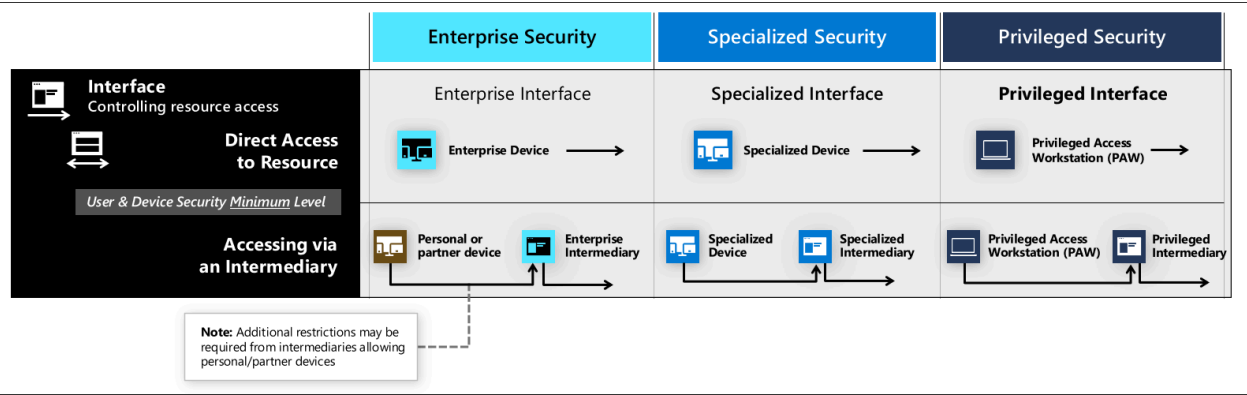 Enterprise Security
Specialized Security
Privileged Security
Interface
Controlling resource access
Enterprise Interface
Specialized Interface
Privileged Interface
Direct Access
to Resource
Enterprise Device
Specialized Device
Privileged Access
Workstation (PAW)
User & Device Security Minimum Level
Accessing via
an Intermediary
Personal or
partner device
Enterprise
Intermediary
Specialized
Device
Specialized
Intermediary
Privileged Access
Workstation (PAW)
Privileged
Intermediary
Note: Additional restrictions may be
required from intermediaries allowing
personal/partner devices